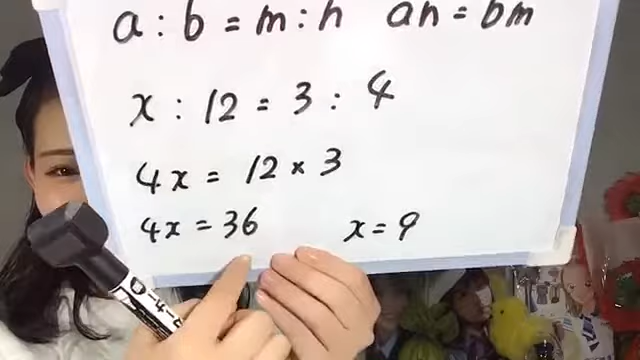 a : b = m : n an = bm
x : 12 = 3 : 4
4x = 12 × 3
4x = 36 x = 9